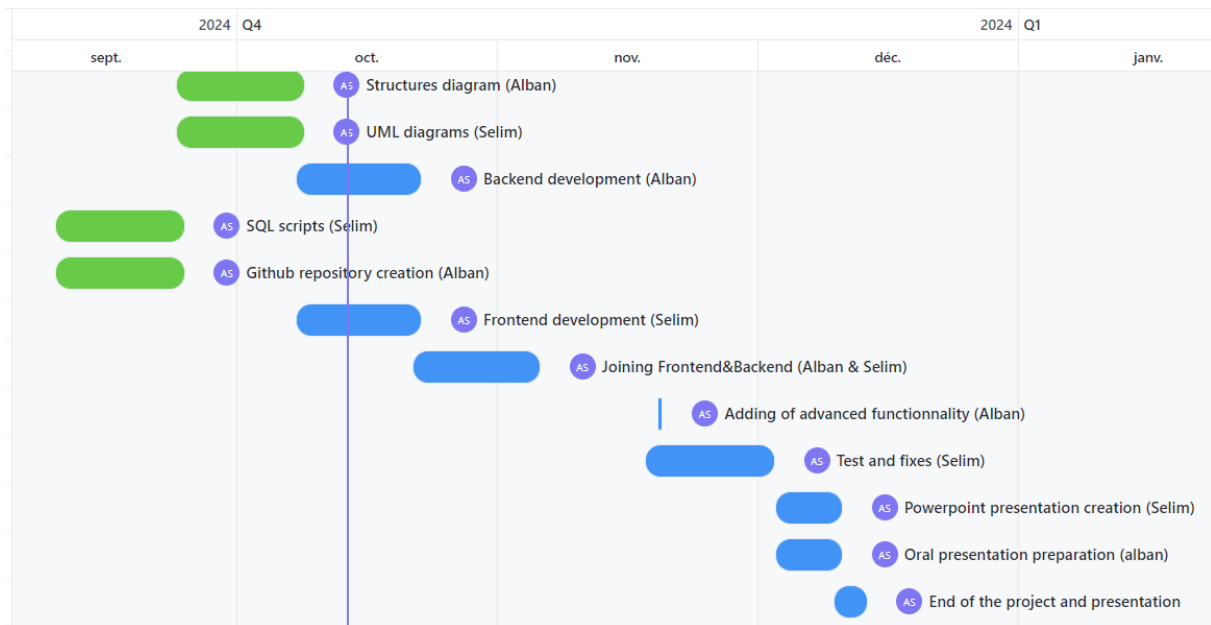 2024 Q4 2024 Q1
sept. oct. nov. déc. janv.
AS Structures diagram (Alban)
AS UML diagrams (Selim)
AS Backend development (Alban)
AS SQL scripts (Selim)
AS Github repository creation (Alban)
AS Frontend development (Selim)
AS Joining Frontend&Backend (Alban & Selim)
AS Adding of advanced functionnality (Alban)
AS Test and fixes (Selim)
AS Powerpoint presentation creation (Selim)
AS Oral presentation preparation (alban)
AS End of the project and presentation